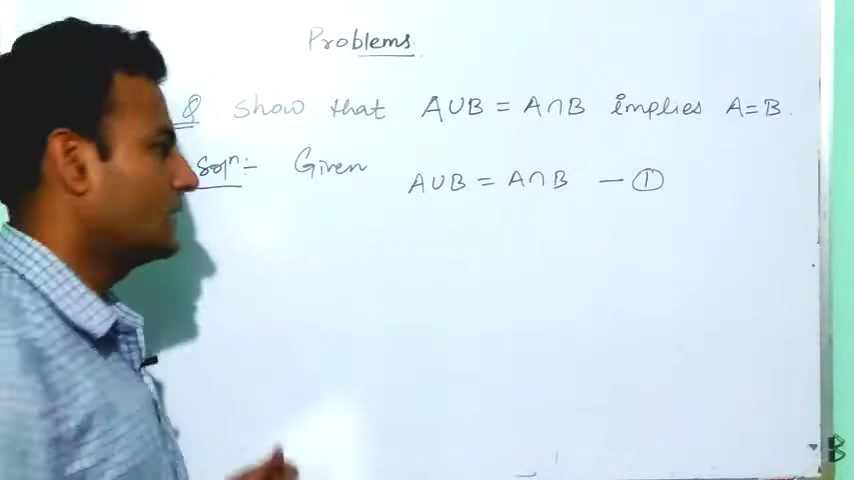 Problems.
Q Show that A∪B = A∩B implies A=B.
Solⁿ:- Given
A∪B = A∩B — ①